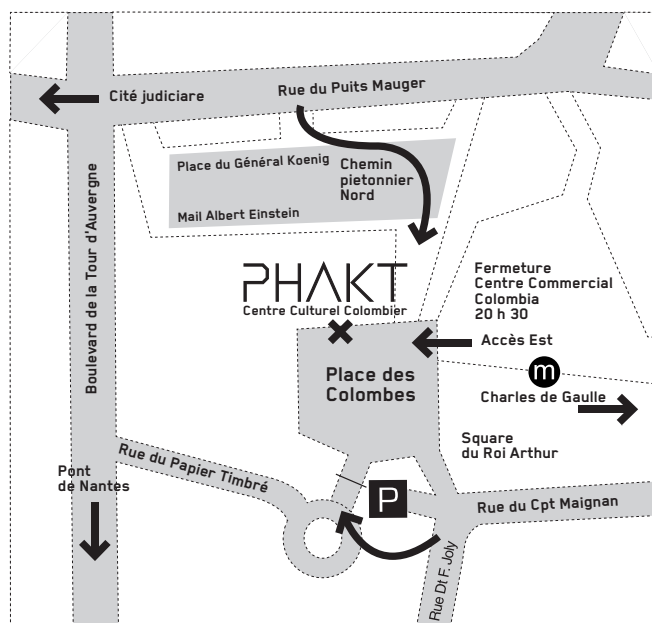 Cité judiciare
Rue du Puits Mauger
Place du Général Koenig
Chemin
pietonnier
Nord
Mail Albert Einstein
Boulevard de la Tour d'Auvergne
PHAKT
Centre Culturel Colombier
Fermeture
Centre Commercial
Colombia
20 h 30
Accès Est
Place des
Colombes
m
Charles de Gaulle
Square
du Roi Arthur
Rue du Papier Timbré
Pont
de Nantes
P
Rue du Cpt Maignan
Rue Dt F. Joly